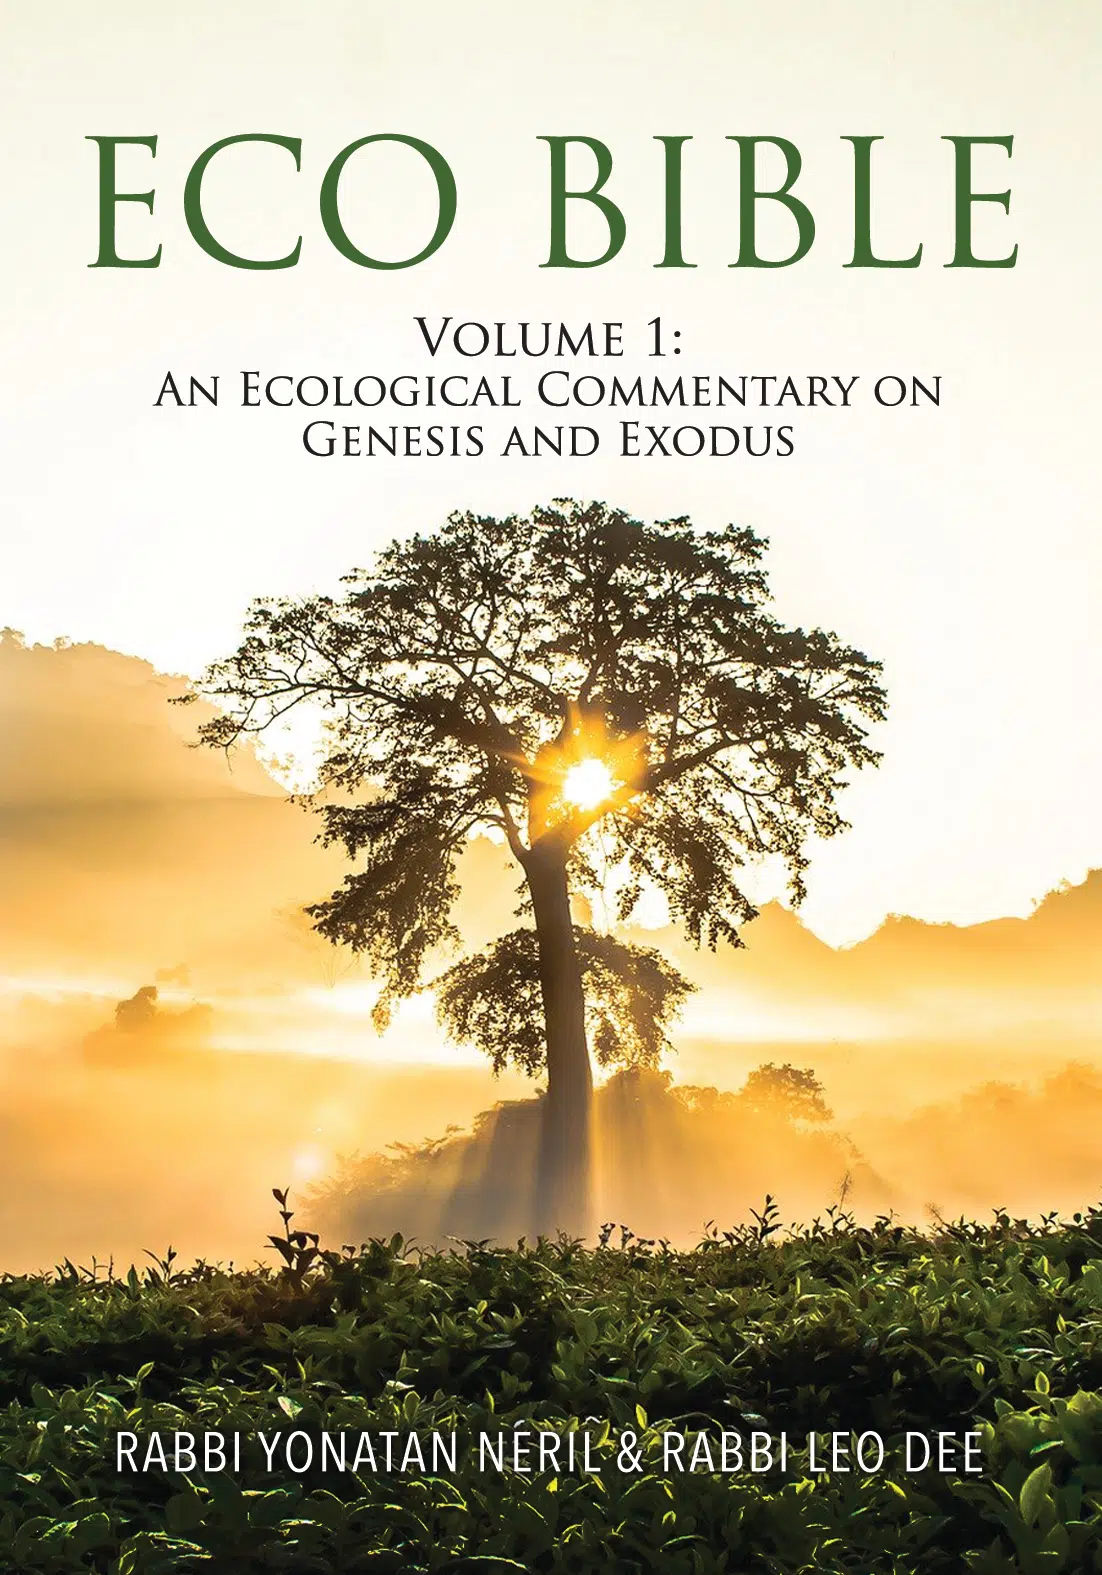 ECO BIBLE
VOLUME 1:
AN ECOLOGICAL COMMENTARY ON
GENESIS AND EXODUS
RABBI YONATAN NERIL & RABBI LEO DEE